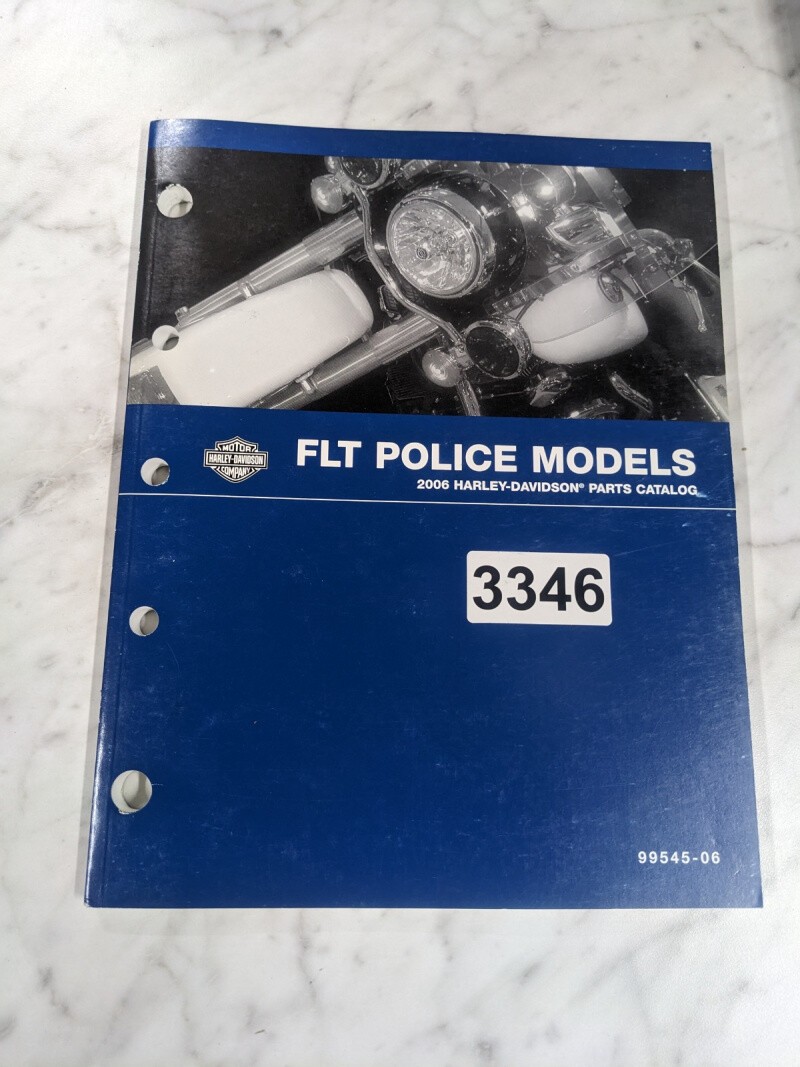 MOTOR
HARLEY-DAVIDSON
COMPANY
FLT POLICE MODELS
2006 HARLEY-DAVIDSON® PARTS CATALOG
3346
99545-06